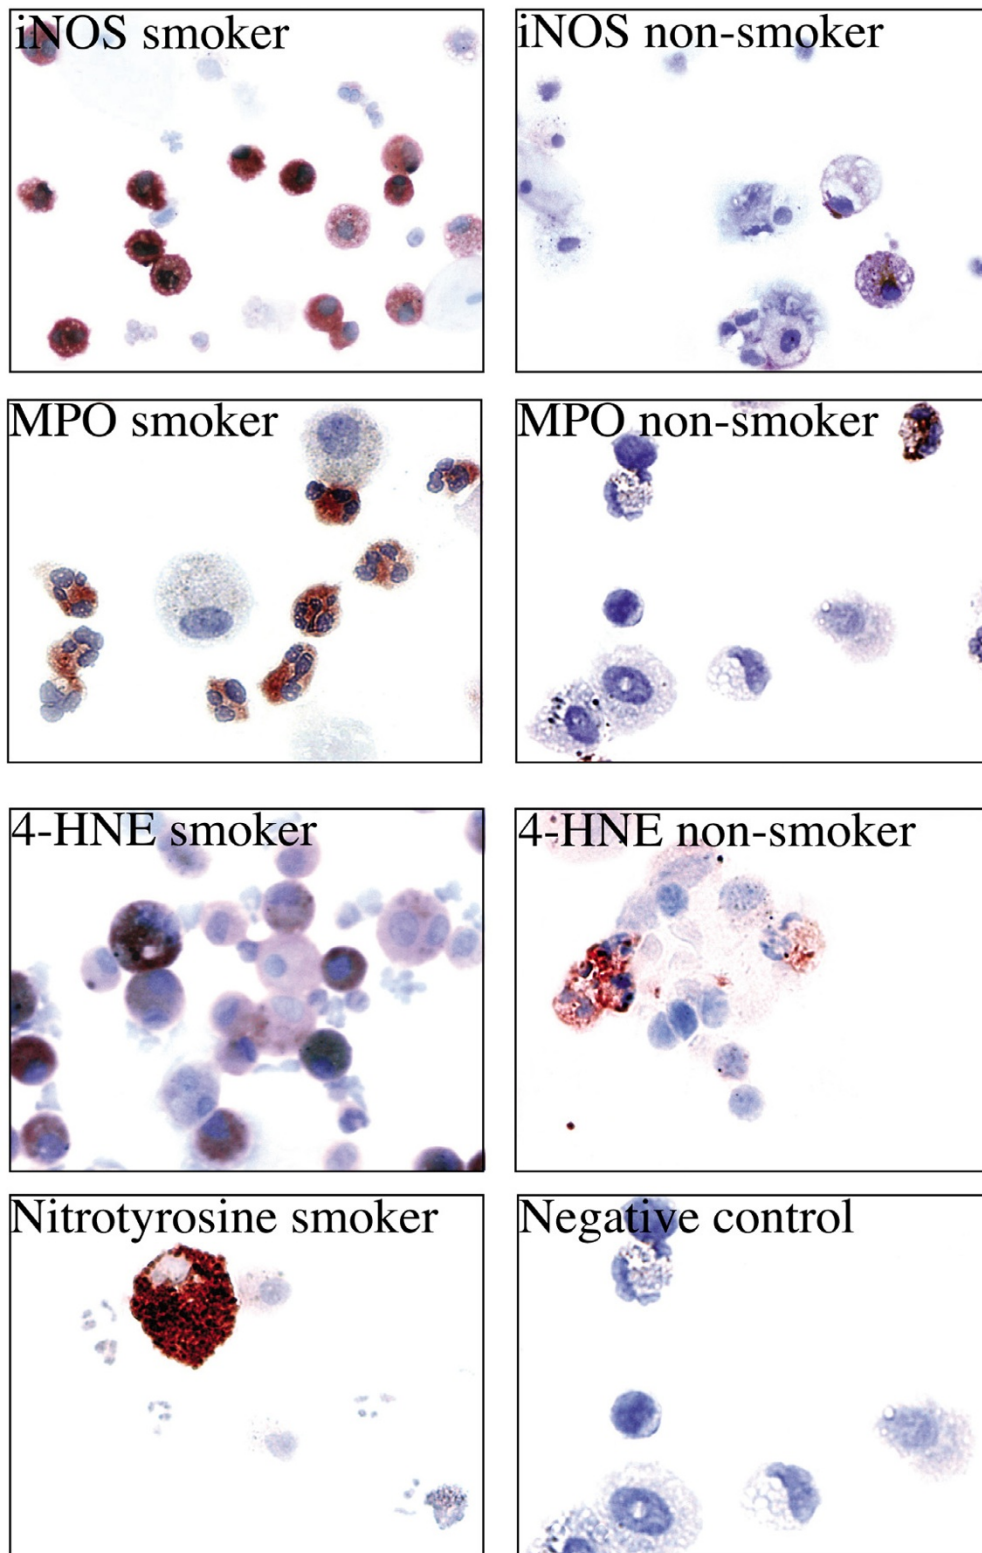 iNOS smoker
iNOS non-smoker
MPO smoker
MPO non-smoker
4-HNE smoker
4-HNE non-smoker
Nitrotyrosine smoker
Negative control